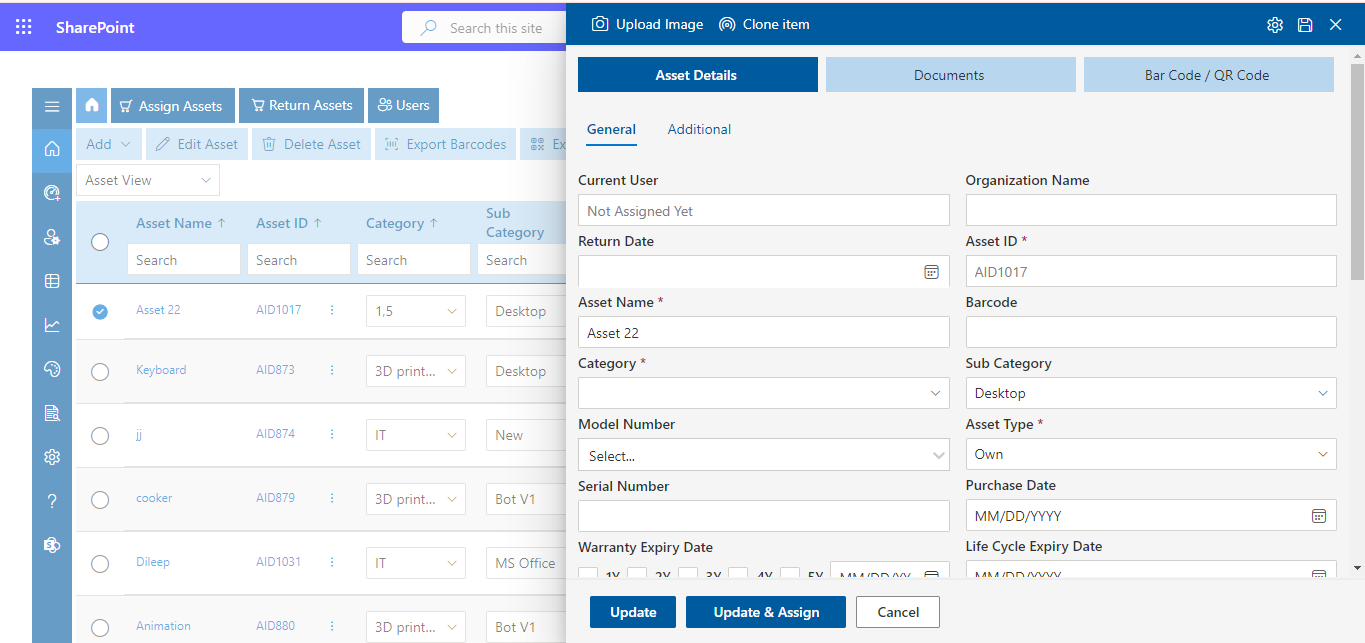 SharePoint
Search this site
Upload Image
Clone item
Assign Assets
Return Assets
Users
Add
Edit Asset
Delete Asset
Export Barcodes
Asset View
Asset Name ↑
Asset ID ↑
Category ↑
Sub
Category
Search
Search
Search
Search
Asset 22
AID1017
1,5
Desktop
Keyboard
AID873
3D print...
Desktop
jj
AID874
IT
New
cooker
AID879
3D print...
Bot V1
Dileep
AID1031
IT
MS Office
Animation
AID880
3D print...
Bot V1
Asset Details
Documents
Bar Code / QR Code
General
Additional
Current User
Not Assigned Yet
Organization Name
Return Date
Asset ID *
AID1017
Asset Name *
Asset 22
Barcode
Category *
Sub Category
Desktop
Model Number
Select...
Asset Type *
Own
Serial Number
Purchase Date
MM/DD/YYYY
Warranty Expiry Date
1Y 2Y 3Y 4Y 5Y MM/DD/YY
Life Cycle Expiry Date
MM/DD/YYYY
Update
Update & Assign
Cancel